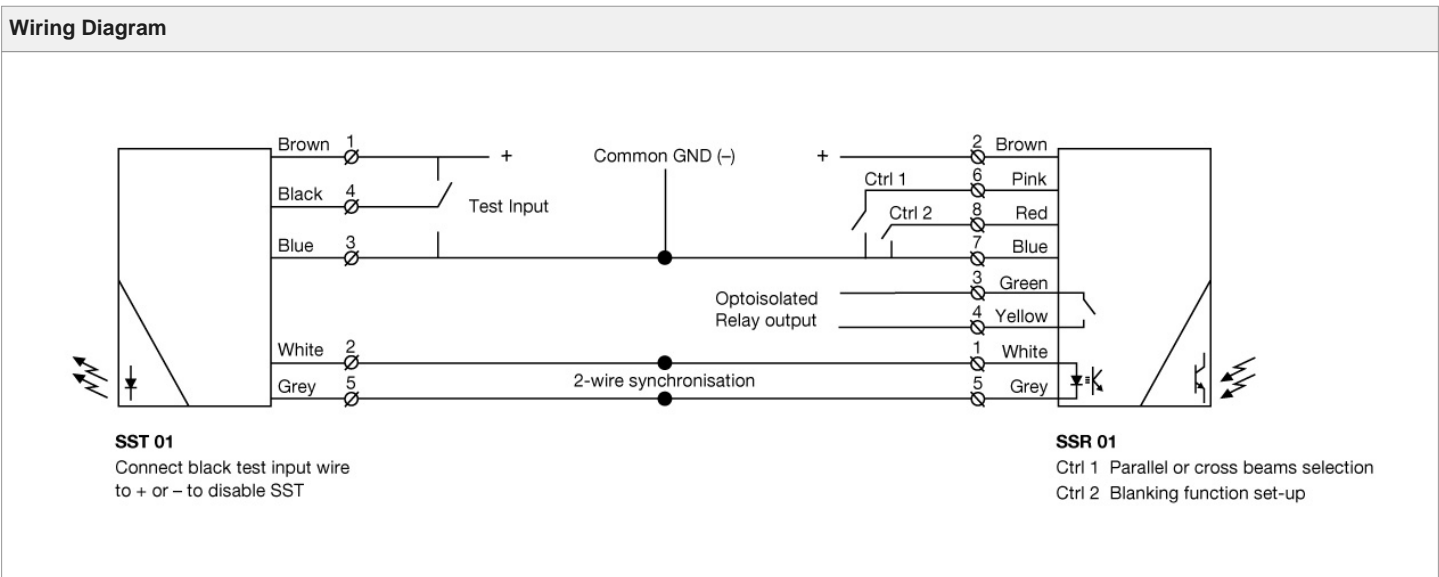 Wiring Diagram
Brown 1
+
Common GND (–)
+
2 Brown
Ctrl 1
6 Pink
Black 4
Test Input
Ctrl 2
8 Red
Blue 3
7 Blue
3 Green
Optoisolated
Relay output
4 Yellow
White 2
1 White
2-wire synchronisation
Grey 5
5 Grey
SST 01
Connect black test input wire
to + or – to disable SST
SSR 01
Ctrl 1 Parallel or cross beams selection
Ctrl 2 Blanking function set-up